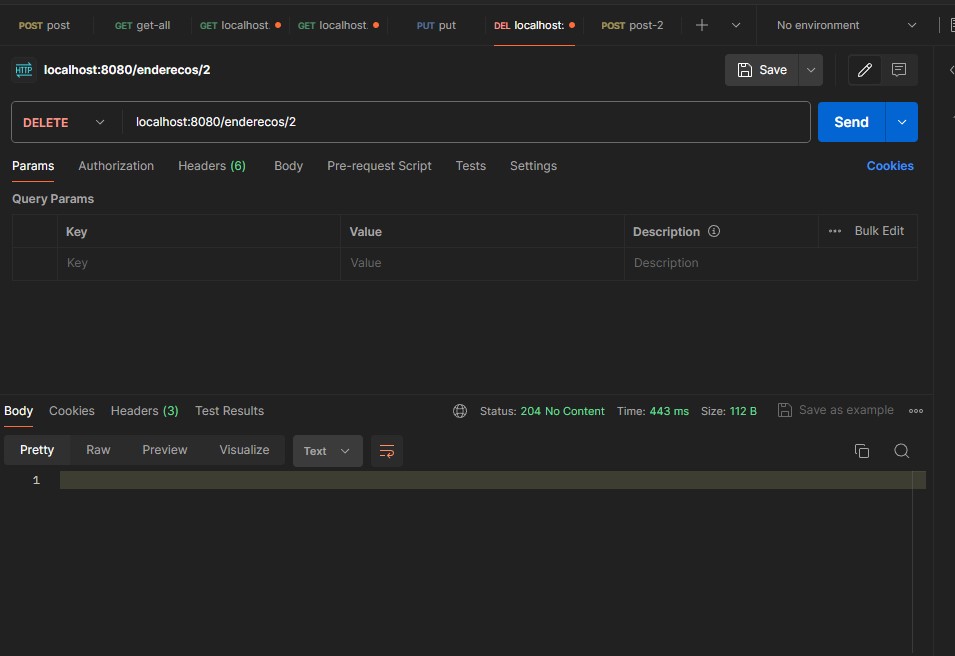 POST post GET get-all GET localhost GET localhost. PUT put DEL localhost: POST post-2 No environment
HTTP localhost:8080/enderecos/2 Save
DELETE localhost:8080/enderecos/2 Send
Params Authorization Headers (6) Body Pre-request Script Tests Settings Cookies
Query Params
Key Value Description Bulk Edit
Key Value Description
Body Cookies Headers (3) Test Results Status: 204 No Content Time: 443 ms Size: 112 B Save as example
Pretty Raw Preview Visualize Text
1